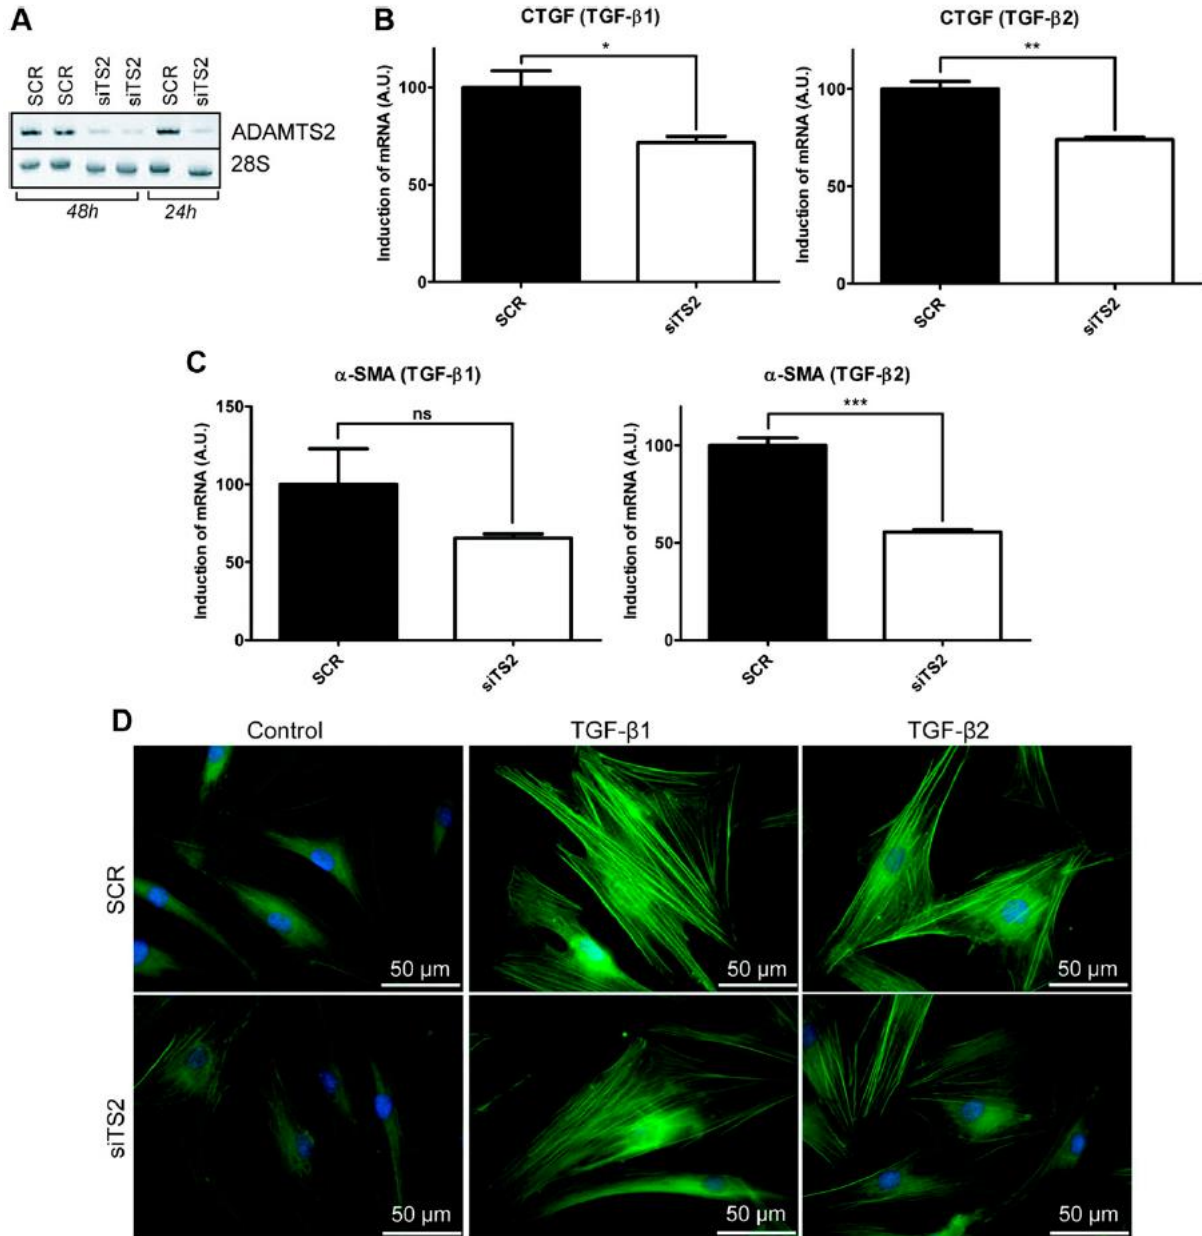 A
SCR
SCR
siTS2
siTS2
SCR
siTS2
ADAMTS2
28S
48h
24h
B
CTGF (TGF-β1)
*
Induction of mRNA (A.U.)
100
50
0
SCR
siTS2
CTGF (TGF-β2)
**
Induction of mRNA (A.U.)
100
50
0
SCR
siTS2
C
α-SMA (TGF-β1)
ns
Induction of mRNA (A.U.)
150
100
50
0
SCR
siTS2
α-SMA (TGF-β2)
***
Induction of mRNA (A.U.)
100
50
0
SCR
siTS2
D
Control
TGF-β1
TGF-β2
SCR
50 μm
50 μm
50 μm
siTS2
50 μm
50 μm
50 μm